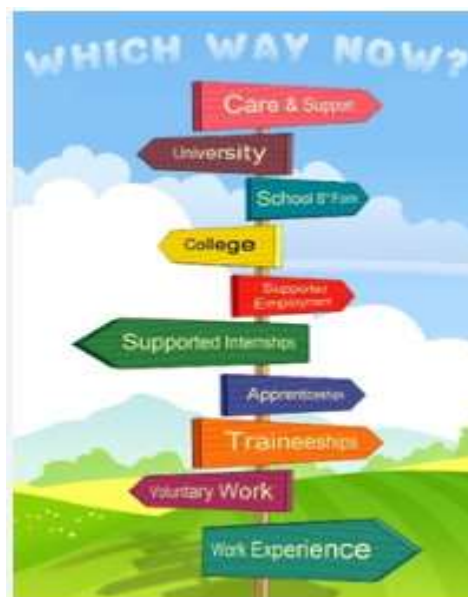 WHICH WAY NOW?
Care & Support
University
School 6th Form
College
Supported
Employment
Supported Internships
Apprenticeships
Traineeships
Voluntary Work
Work Experience